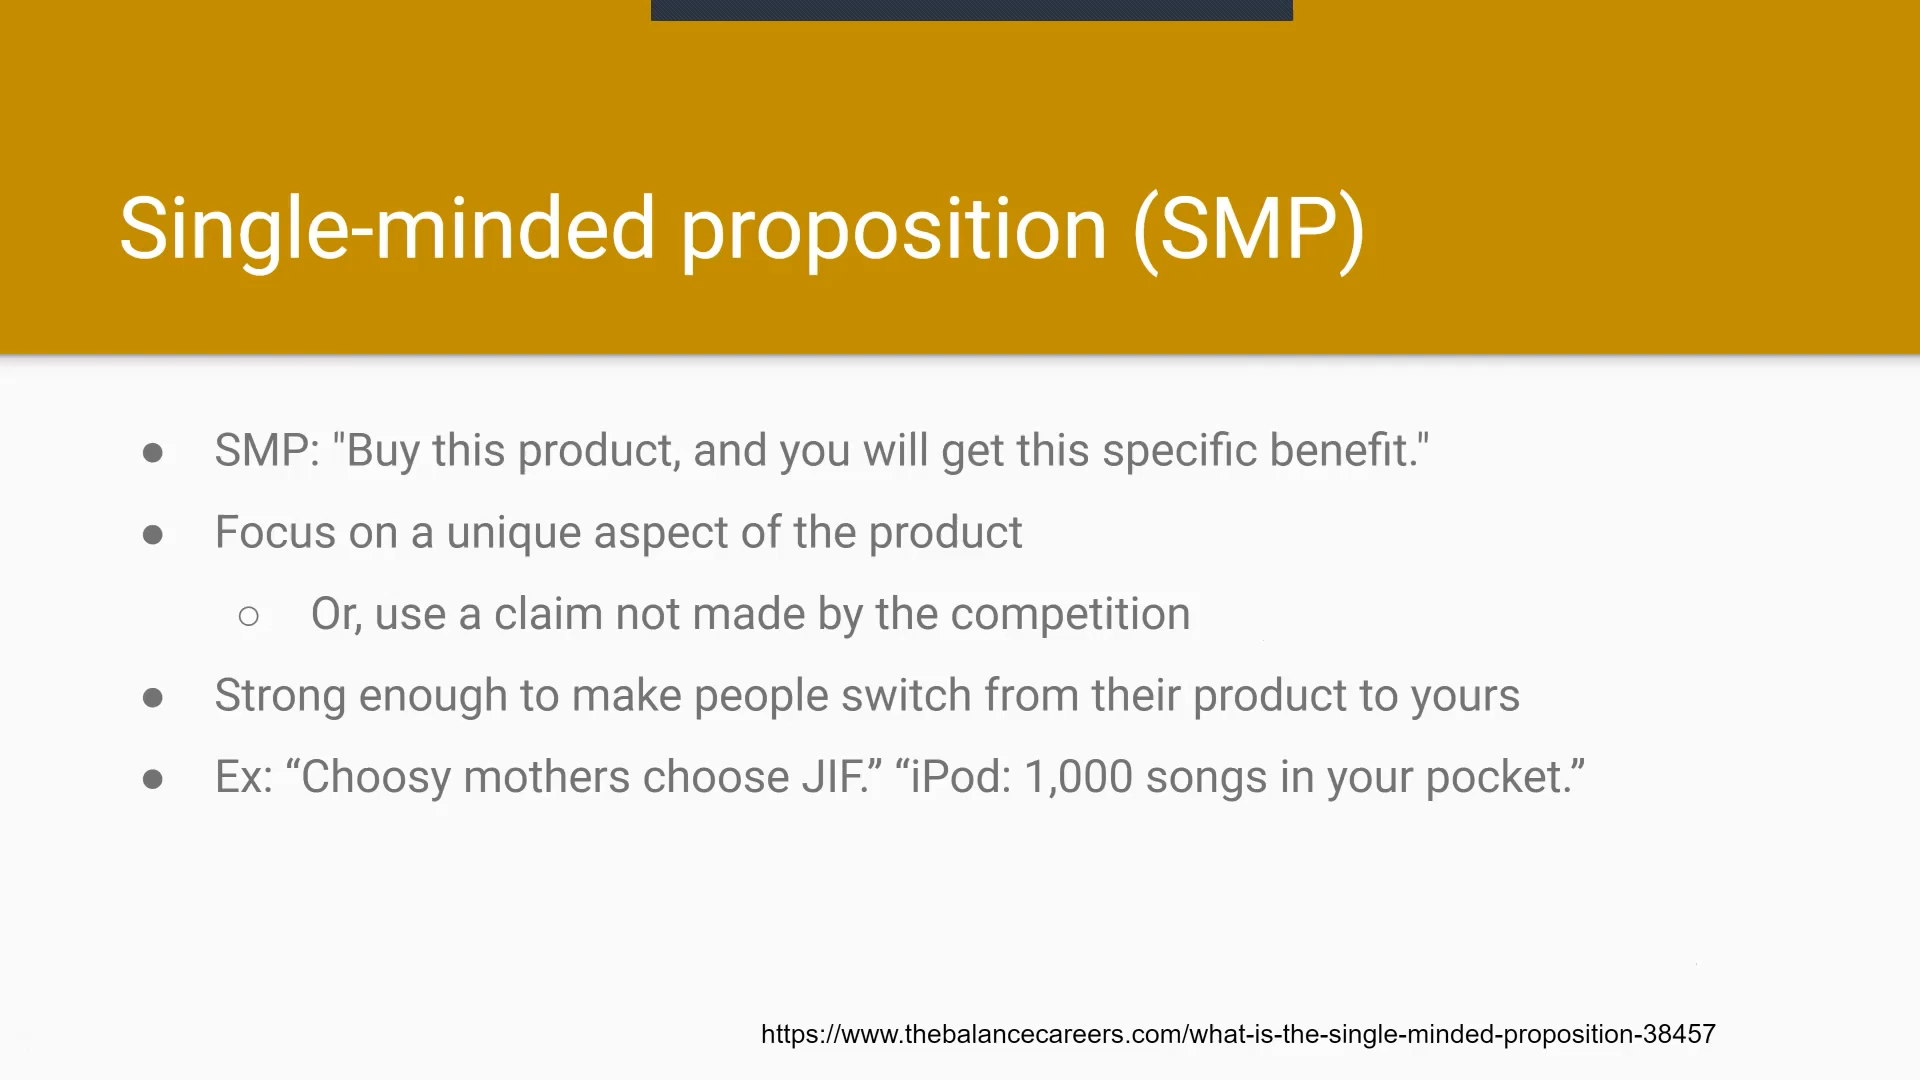 Single-minded proposition (SMP)
● SMP: "Buy this product, and you will get this specific benefit."
● Focus on a unique aspect of the product
○ Or, use a claim not made by the competition
● Strong enough to make people switch from their product to yours
● Ex: “Choosy mothers choose JIF.” “iPod: 1,000 songs in your pocket.”
https://www.thebalancecareers.com/what-is-the-single-minded-proposition-38457